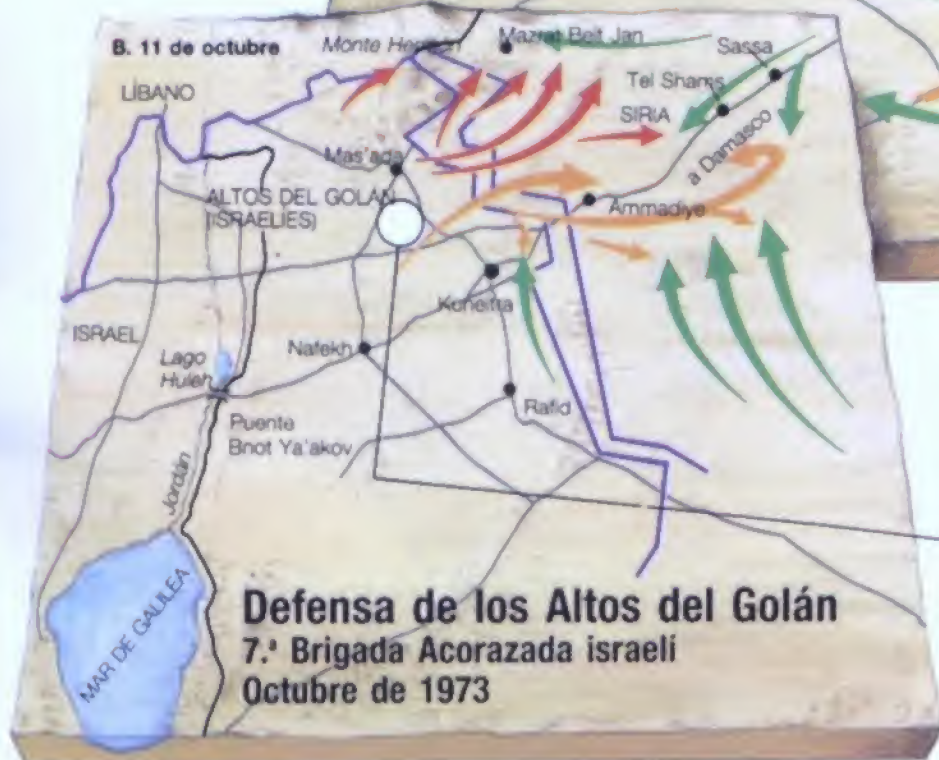 B. 11 de octubre
Monte Hermon
Mazrat Beit Jan
Sassa
LÍBANO
Tel Shams
SIRIA
a Damasco
Mas'ada
ALTOS DEL GOLAN
(ISRAELIES)
Ammadiye
Kuneitra
ISRAEL
Lago
Huleh
Nafekh
Rafid
Puente
Bnot Ya'akov
Jordán
MAR DE GALILEA
Defensa de los Altos del Golán
7.ª Brigada Acorazada israelí
Octubre de 1973